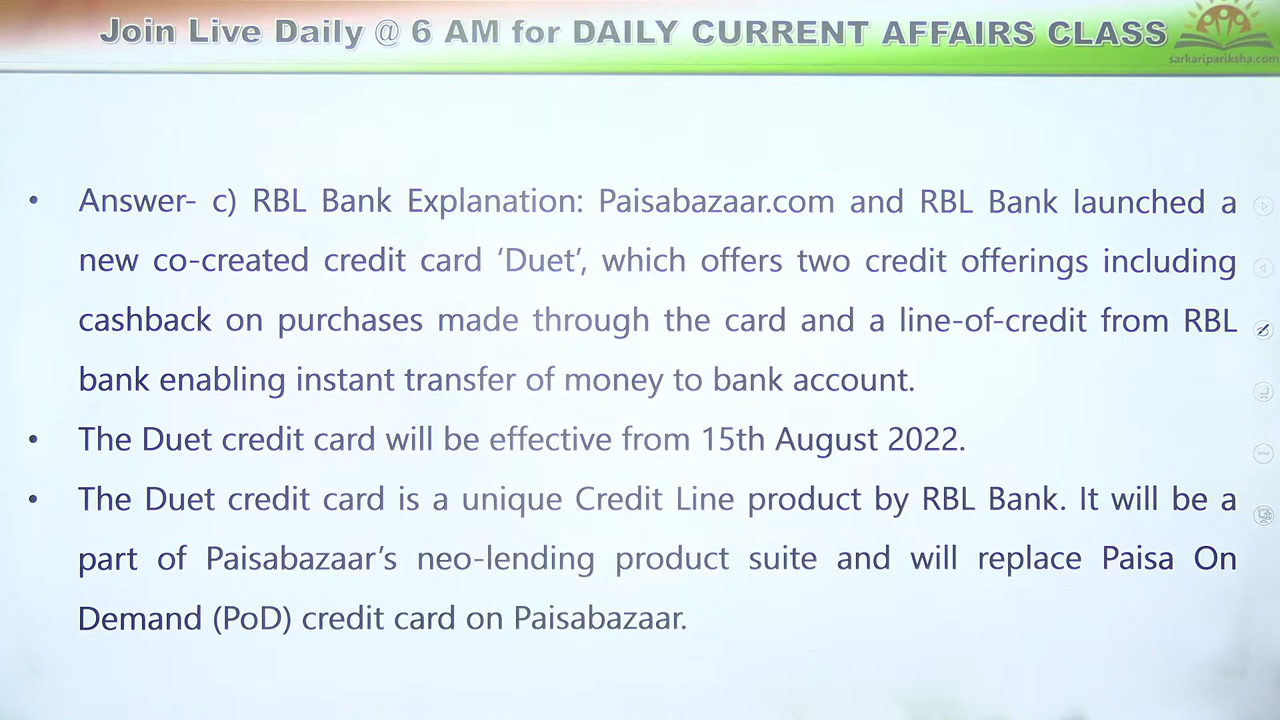 Join Live Daily @ 6 AM for DAILY CURRENT AFFAIRS CLASS
sarkaripariksha.com
• Answer- c) RBL Bank Explanation: Paisabazaar.com and RBL Bank launched a
new co-created credit card ‘Duet’, which offers two credit offerings including
cashback on purchases made through the card and a line-of-credit from RBL
bank enabling instant transfer of money to bank account.
• The Duet credit card will be effective from 15th August 2022.
• The Duet credit card is a unique Credit Line product by RBL Bank. It will be a
part of Paisabazaar’s neo-lending product suite and will replace Paisa On
Demand (PoD) credit card on Paisabazaar.